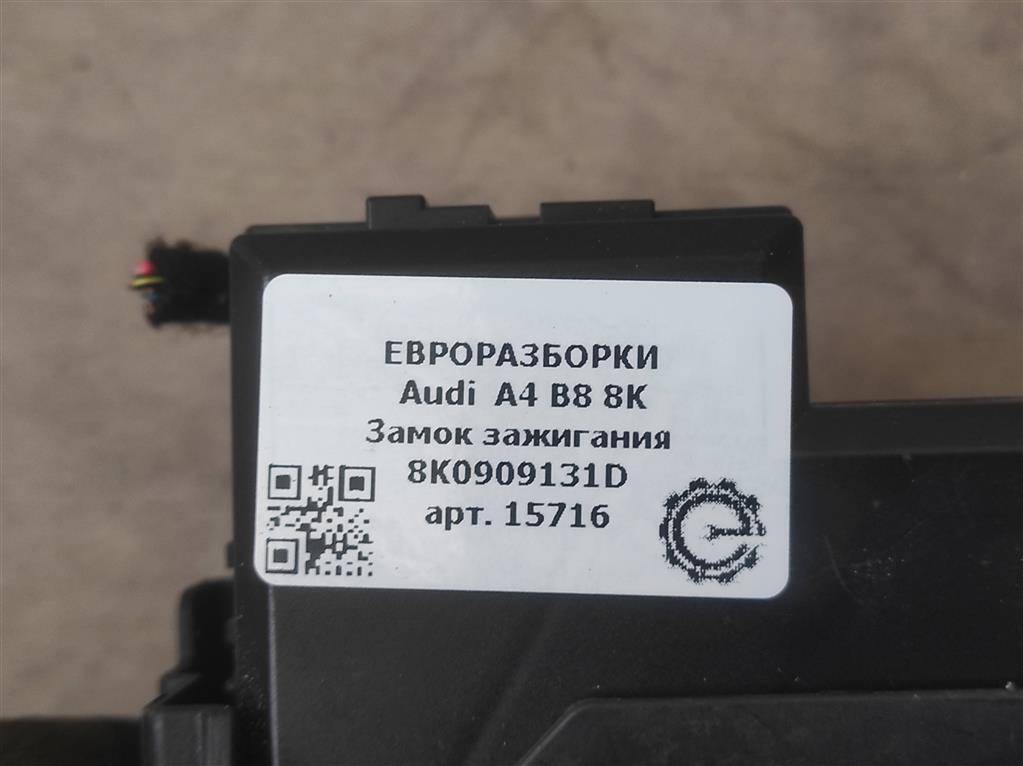 ЕВРОРАЗБОРКИ
Audi A4 B8 8K
Замок зажигания
8K0909131D
арт. 15716